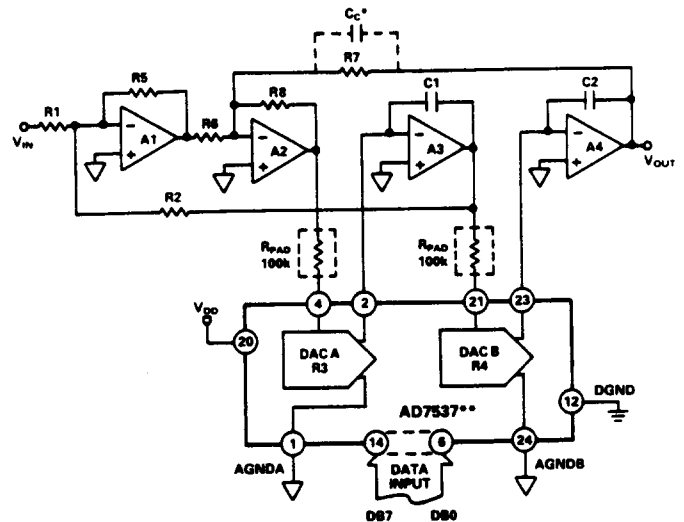 Cc*
R7
R5
R8
C1
C2
R1
VIN
A1
R6
A2
A3
A4
VOUT
R2
RPAD
100k
RPAD
100k
VDD
4
2
21
23
20
DAC A
R3
DAC B
R4
DGND
12
AD7537**
1
14
6
24
AGNDA
DATA
INPUT
AGNDB
DB7
DB0